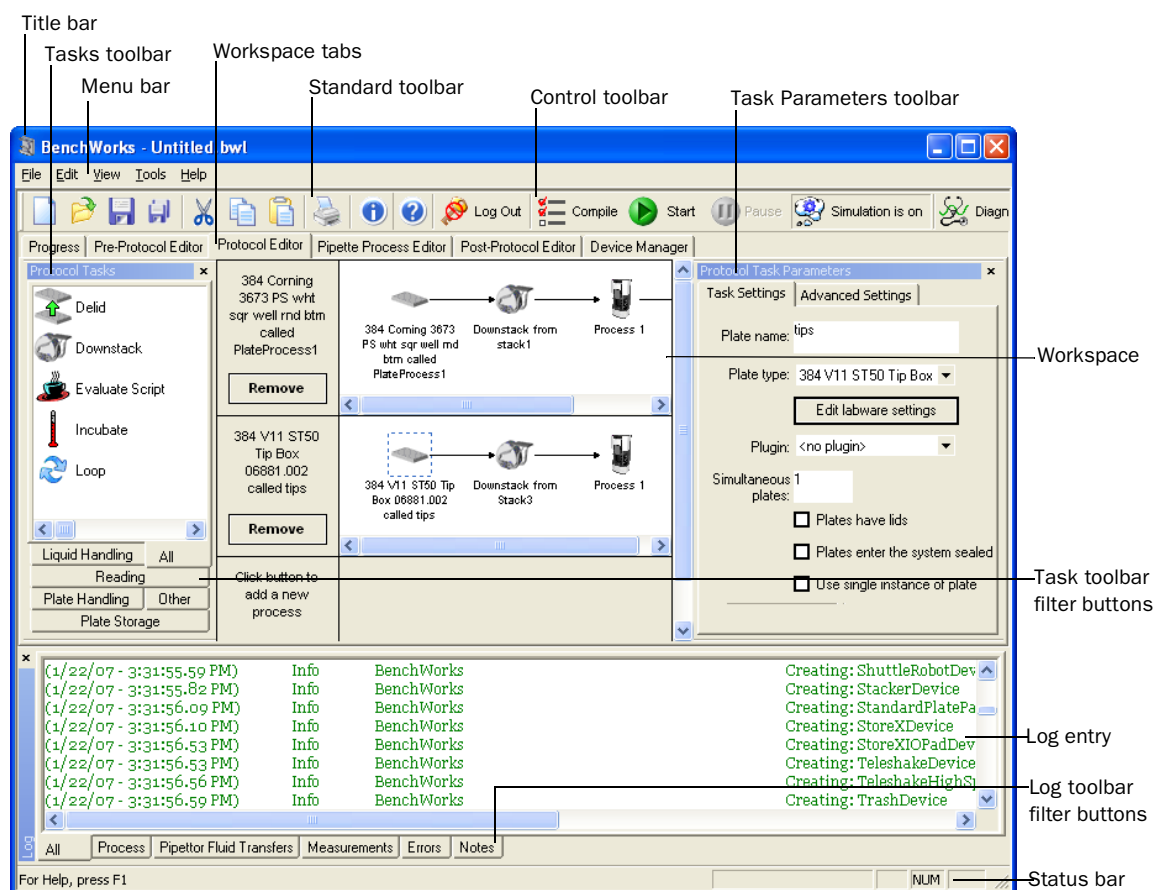 Title bar
Tasks toolbar
Workspace tabs
Menu bar
Standard toolbar
Control toolbar
Task Parameters toolbar
BenchWorks - Untitled bwl
File Edit View Tools Help
Log Out Compile Start Pause Simulation is on Diagn
Progress Pre-Protocol Editor Protocol Editor Pipette Process Editor Post-Protocol Editor Device Manager
Protocol Tasks
Delid
Downstack
Evaluate Script
Incubate
Loop
Liquid Handling All
Reading
Plate Handling Other
Plate Storage
384 Corning
3673 PS wht
sqr well rnd btm
called
PlateProcess1
Remove
384 Corning 3673
PS wht sqr well rnd
btm called
PlateProcess1
Downstack from
stack1
Process 1
384 V11 ST50
Tip Box
06881.002
called tips
Remove
384 V11 ST50 Tip
Box 06881.002
called tips
Downstack from
Stack3
Process 1
Click button to
add a new
process
Protocol Task Parameters
Task Settings Advanced Settings
Plate name: tips
Plate type: 384 V11 ST50 Tip Box
Edit labware settings
Plugin: <no plugin>
Simultaneous 1
plates:
Plates have lids
Plates enter the system sealed
Use single instance of plate
Workspace
Task toolbar
filter buttons
(1/22/07 - 3:31:55.59 PM) Info BenchWorks Creating: ShuttleRobotDev
(1/22/07 - 3:31:55.82 PM) Info BenchWorks Creating: StackerDevice
(1/22/07 - 3:31:56.09 PM) Info BenchWorks Creating: StandardPlatePa
(1/22/07 - 3:31:56.10 PM) Info BenchWorks Creating: StoreXDevice
(1/22/07 - 3:31:56.53 PM) Info BenchWorks Creating: StoreXIOPadDev
(1/22/07 - 3:31:56.53 PM) Info BenchWorks Creating: TeleshakeDevice
(1/22/07 - 3:31:56.56 PM) Info BenchWorks Creating: TeleshakeHighSp
(1/22/07 - 3:31:56.59 PM) Info BenchWorks Creating: TrashDevice
Log entry
Log toolbar
filter buttons
Log
All Process Pipettor Fluid Transfers Measurements Errors Notes
For Help, press F1
NUM
Status bar